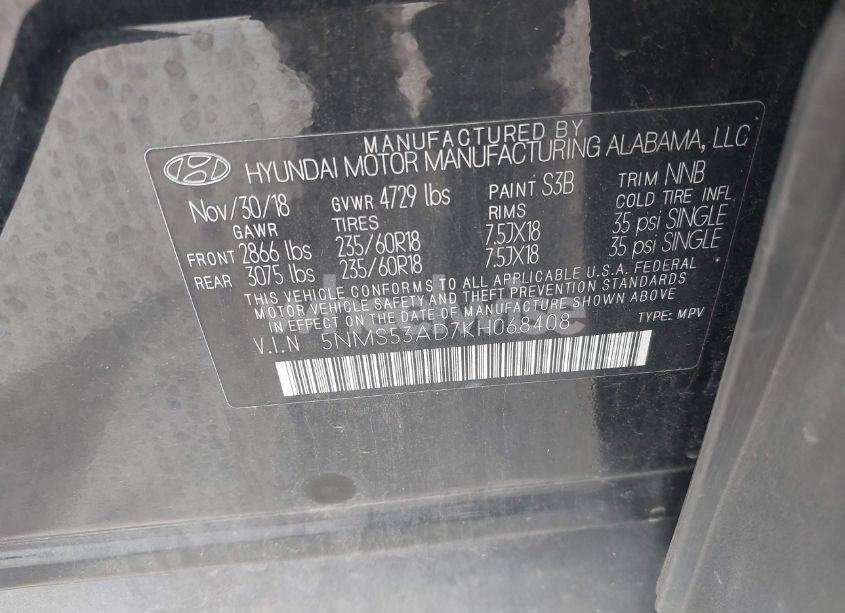 MANUFACTURED BY
HYUNDAI MOTOR MANUFACTURING ALABAMA, LLC
Nov/30/18 GVWR 4729 lbs PAINT S3B TRIM NNB
GAWR TIRES RIMS COLD TIRE INFL
FRONT 2866 lbs 235/60R18 7.5JX18 35 psi SINGLE
REAR 3075 lbs 235/60R18 7.5JX18 35 psi SINGLE
THIS VEHICLE CONFORMS TO ALL APPLICABLE U.S.A. FEDERAL
MOTOR VEHICLE SAFETY AND THEFT PREVENTION STANDARDS
IN EFFECT ON THE DATE OF MANUFACTURE SHOWN ABOVE
V.I.N 5NMS53AD7KH068408 TYPE: MPV